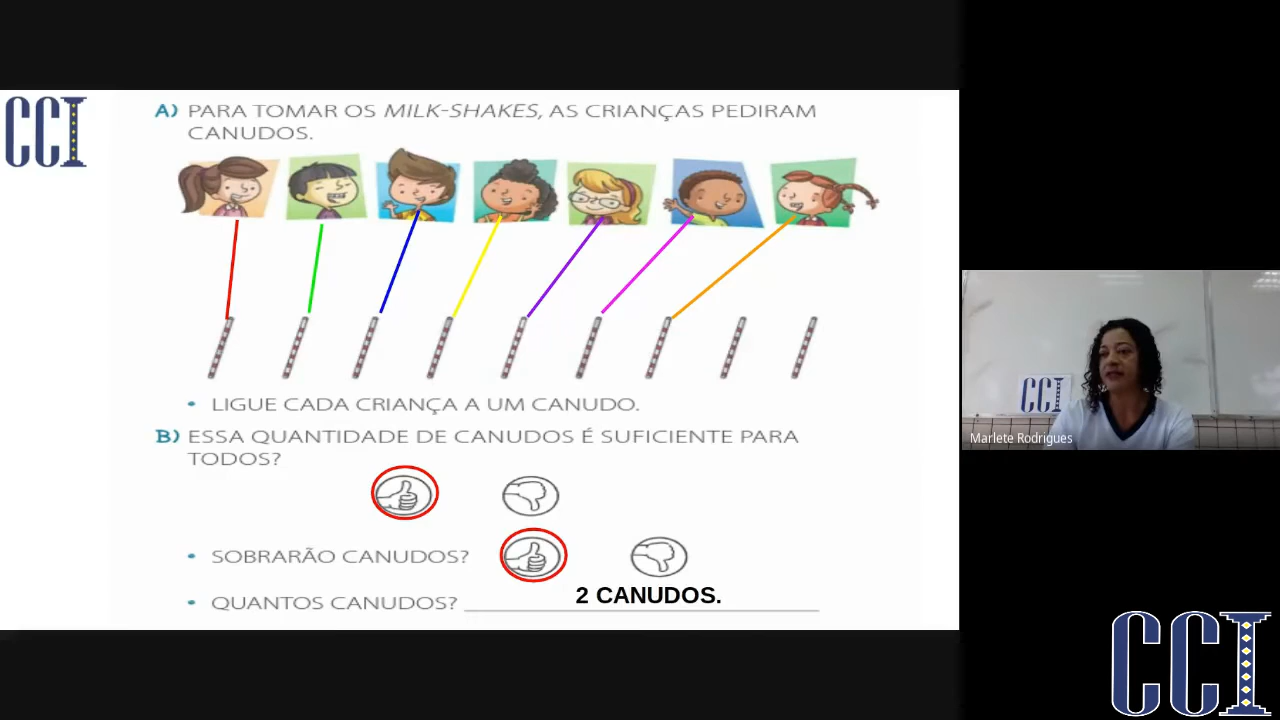 CCI
A) PARA TOMAR OS MILK-SHAKES, AS CRIANÇAS PEDIRAM
CANUDOS.
• LIGUE CADA CRIANÇA A UM CANUDO.
B) ESSA QUANTIDADE DE CANUDOS É SUFICIENTE PARA
TODOS?
• SOBRARÃO CANUDOS?
• QUANTOS CANUDOS? 2 CANUDOS.
CCI
Marlete Rodrigues
CCI